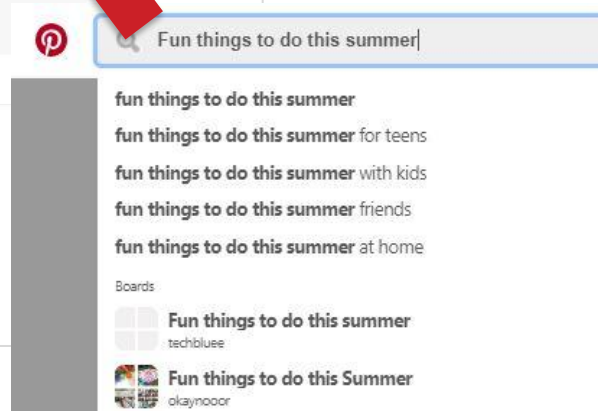 Fun things to do this summer
fun things to do this summer
fun things to do this summer for teens
fun things to do this summer with kids
fun things to do this summer friends
fun things to do this summer at home
Boards
Fun things to do this summer
techbluee
Fun things to do this Summer
okaynooor